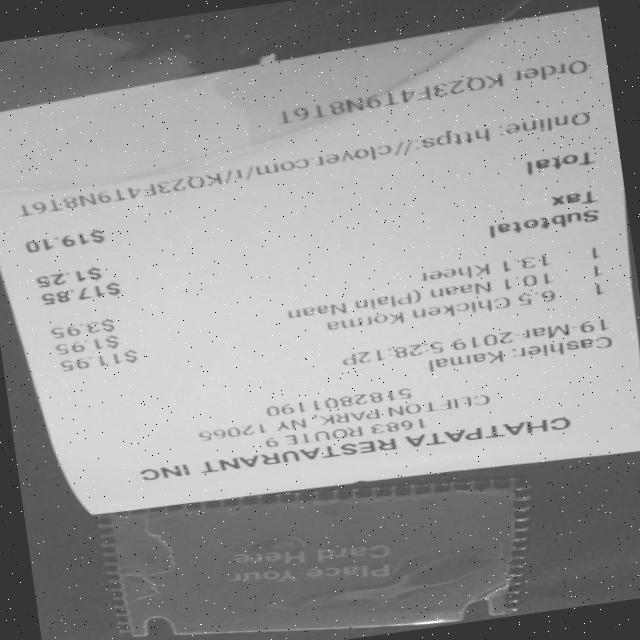 CHATPATA RESTAURANT INC
1683 ROUTE 9
CLIFTON PARK, NY 12065
5182801190
Cashier: Kamal
19-Mar-2019 5:28:12P
1 6.5 Chicken Korma $11.95
1 10.1 Naan (Plain Naan $1.95
1 13.1 Kheer $3.95
Subtotal $17.85
Tax $1.25
Total $19.10
Online: https://clover.com/r/KQ23F4T9N8T6T
Order KQ23F4T9N8T6T
Place Your
Card Here